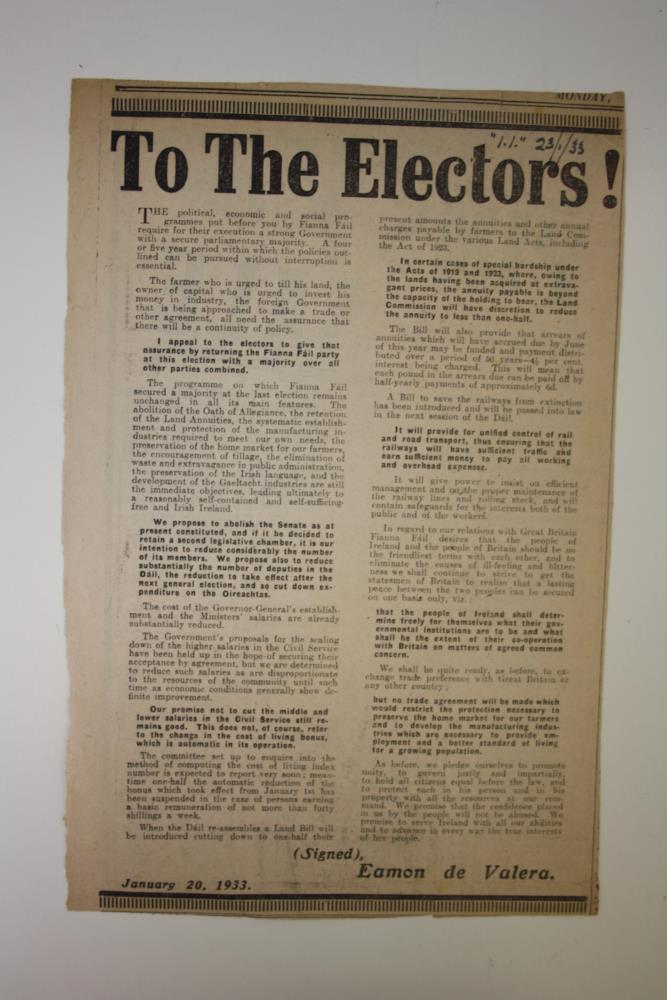 MONDAY,
"I.I." 23/1/33
To The Electors!
THE political, economic and social pro-
grammes put before you by Fianna Fáil
require for their execution a strong Government
with a secure parliamentary majority. A four
or five year period within which the policies out-
lined can be pursued without interruption is
essential.
The farmer who is urged to till his land, the
owner of capital who is urged to invest his
money in industry, the foreign Government
that is being approached to make a trade or
other agreement, all need the assurance that
there will be a continuity of policy.
I appeal to the electors to give that
assurance by returning the Fianna Fáil party
at this election with a majority over all
other parties combined.
The programme on which Fianna Fáil
secured a majority at the last election remains
unchanged in all its main features. The
abolition of the Oath of Allegiance, the retention
of the Land Annuities, the systematic establish-
ment and protection of the manufacturing in-
dustries required to meet our own needs, the
preservation of the home market for our farmers,
the encouragement of tillage, the elimination of
waste and extravagance in public administration,
the preservation of the Irish language, and the
development of the Gaeltacht industries are still
the immediate objectives, leading ultimately to
a reasonably self-contained and self-sufficing-
free and Irish Ireland.
We propose to abolish the Senate as at
present constituted, and if it be decided to
retain a second legislative chamber, it is our
intention to reduce considerably the number
of its members. We propose also to reduce
substantially the number of deputies in the
Dáil, the reduction to take effect after the
next general election, and so cut down ex-
penditure on the Oireachtas.
The cost of the Governor-General's establish-
ment and the Ministers' salaries are already
substantially reduced.
The Government's proposals for the scaling
down of the higher salaries in the Civil Service
have been held up in the hope of securing their
acceptance by agreement, but we are determined
to reduce such salaries as are disproportionate
to the resources of the community until such
time as economic conditions generally show de-
finite improvement.
Our promise not to cut the middle and
lower salaries in the Civil Service still re-
mains good. This does not, of course, refer
to the change in the cost of living bonus,
which is automatic in its operation.
The committee set up to enquire into the
method of computing the cost of living index
number is expected to report very soon; mean-
time one-half the automatic reduction of the
bonus which took effect from January 1st has
been suspended in the case of persons earning
a basic remuneration of not more than forty
shillings a week.
When the Dáil re-assembles a Land Bill will
be introduced cutting down to one-half their
present amounts the annuities and other annual
charges payable by farmers to the Land Com-
mission under the various Land Acts, including
the Act of 1923.
In certain cases of special hardship under
the Acts of 1919 and 1923, where, owing to
the lands having been acquired at extrava-
gant prices, the annuity payable is beyond
the capacity of the holding to bear, the Land
Commission will have discretion to reduce
the annuity to less than one-half.
The Bill will also provide that arrears of
annuities which will have accrued due by June
of this year may be funded and payment distri-
buted over a period of 50 years—4½ per cent.
interest being charged. This will mean that
each pound in the arrears due can be paid off by
half-yearly payments of approximately 6d.
A Bill to save the railways from extinction
has been introduced and will be passed into law
in the next session of the Dáil.
It will provide for unified control of rail
and road transport, thus ensuring that the
railways will have sufficient traffic and
earn sufficient money to pay all working
and overhead expenses.
It will give power to insist on efficient
management and on the proper maintenance of
the railway lines and rolling stock, and will
contain safeguards for the interests both of the
public and of the workers.
In regard to our relations with Great Britain
Fianna Fáil desires that the people of
Ireland and the people of Britain should be on
the friendliest terms with each other, and to
eliminate the causes of ill-feeling and bitter-
ness we shall continue to strive to get the
statesmen of Britain to realise that a lasting
peace between the two peoples can be secured
on one basis only, viz.:
that the people of Ireland shall deter-
mine freely for themselves what their gov-
ernmental institutions are to be and what
shall be the extent of their co-operation
with Britain on matters of agreed common
concern.
We shall be quite ready, as before, to ex-
change trade preference with Great Britain or
any other country;
but no trade agreement will be made which
would restrict the protection necessary to
preserve the home market for our farmers
and to develop the manufacturing indus-
tries which are necessary to provide em-
ployment and a better standard of living
for a growing population.
As before, we pledge ourselves to promote
unity, to govern justly and impartially,
to hold all citizens equal before the law, and
to protect each in his person and in his
property with all the resources at our com-
mand. We promise that the confidence placed
in us by the people will not be abused. We
promise to serve Ireland with all our abilities
and to advance in every way the true interests
of her people.
(Signed),
Eamon de Valera.
January 20, 1933.